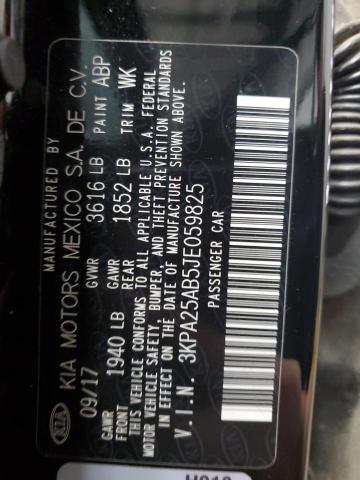 MANUFACTURED BY
KIA MOTORS MEXICO S.A. DE C.V.
09/17 GVWR 3616 LB PAINT ABP
GAWR FRONT 1940 LB GAWR REAR 1852 LB TRIM WK
THIS VEHICLE CONFORMS TO ALL APPLICABLE U.S.A. FEDERAL
MOTOR VEHICLE SAFETY, BUMPER, AND THEFT PREVENTION STANDARDS
IN EFFECT ON THE DATE OF MANUFACTURE SHOWN ABOVE.
V.I.N. 3KPA25AB5JE059825
PASSENGER CAR
KIA